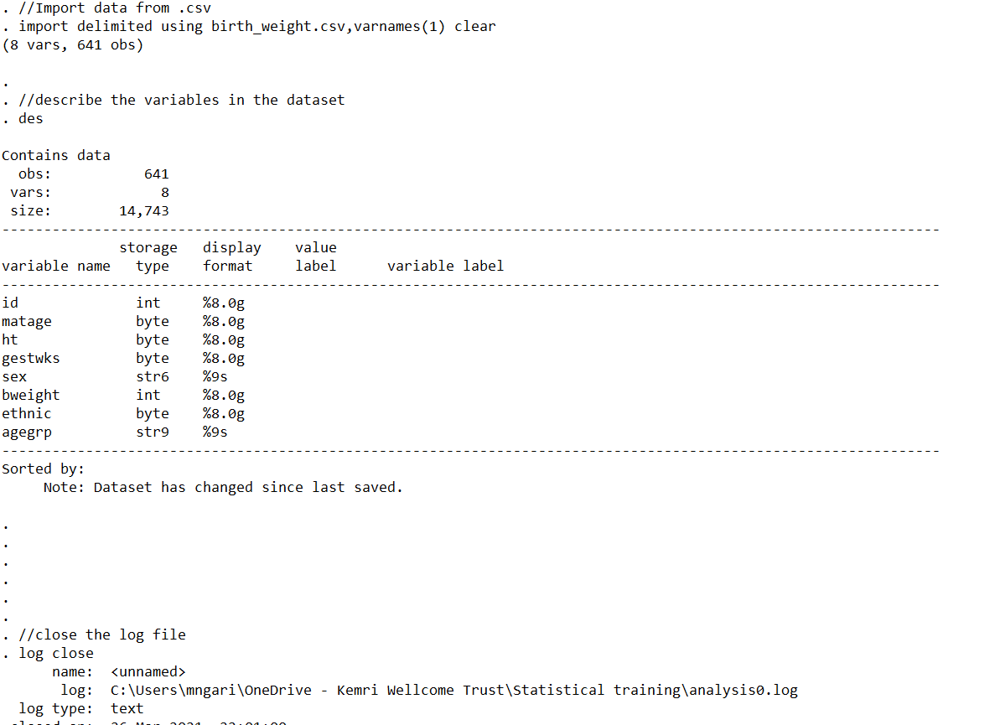 . //Import data from .csv
. import delimited using birth_weight.csv,varnames(1) clear
(8 vars, 641 obs)
.
. //describe the variables in the dataset
. des
Contains data
obs: 641
vars: 8
size: 14,743
----------------------------------------------------------------------------------------------------------------
storage display value
variable name type format label variable label
----------------------------------------------------------------------------------------------------------------
id int %8.0g
matage byte %8.0g
ht byte %8.0g
gestwks byte %8.0g
sex str6 %9s
bweight int %8.0g
ethnic byte %8.0g
agegrp str9 %9s
----------------------------------------------------------------------------------------------------------------
Sorted by:
Note: Dataset has changed since last saved.
.
.
.
.
.
.
. //close the log file
. log close
name: <unnamed>
log: C:\Users\mngari\OneDrive - Kemri Wellcome Trust\Statistical training\analysis0.log
log type: text
closed on: 26 Mar 2021,